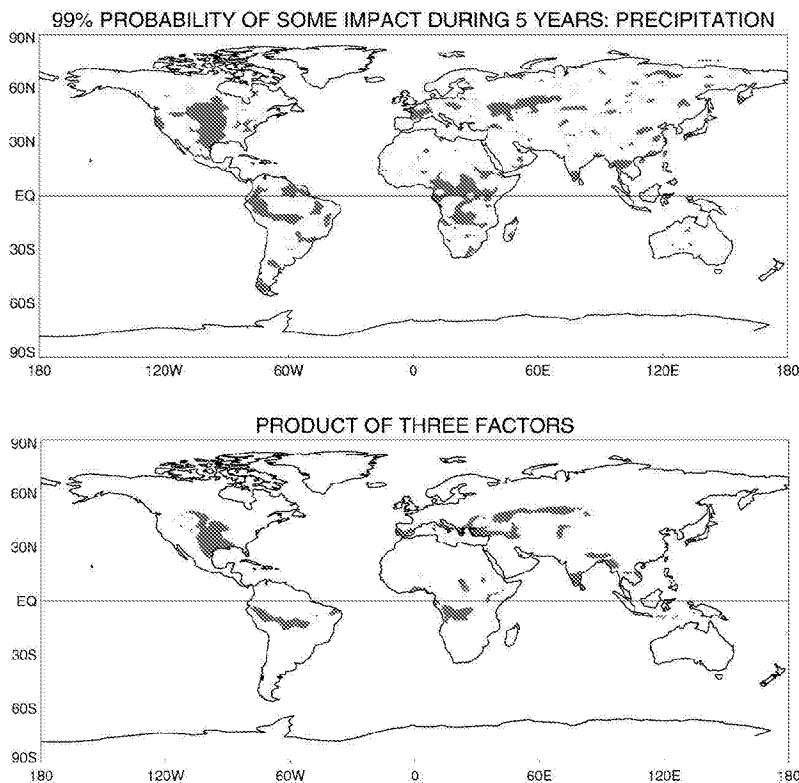 99% PROBABILITY OF SOME IMPACT DURING 5 YEARS: PRECIPITATION
90N
60N
30N
EQ
30S
60S
90S
180 120W 60W 0 60E 120E 180
PRODUCT OF THREE FACTORS
90N
60N
30N
EQ
30S
60S
90S
180 120W 60W 0 60E 120E 180